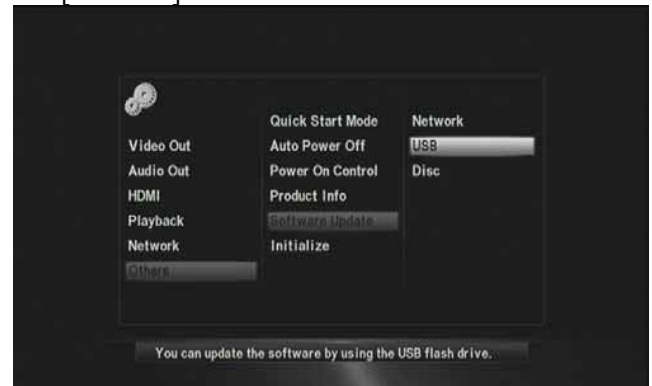 Quick Start Mode Network
Video Out Auto Power Off USB
Audio Out Power On Control Disc
HDMI Product Info
Playback Software Update
Network Initialize
Others
You can update the software by using the USB flash drive.